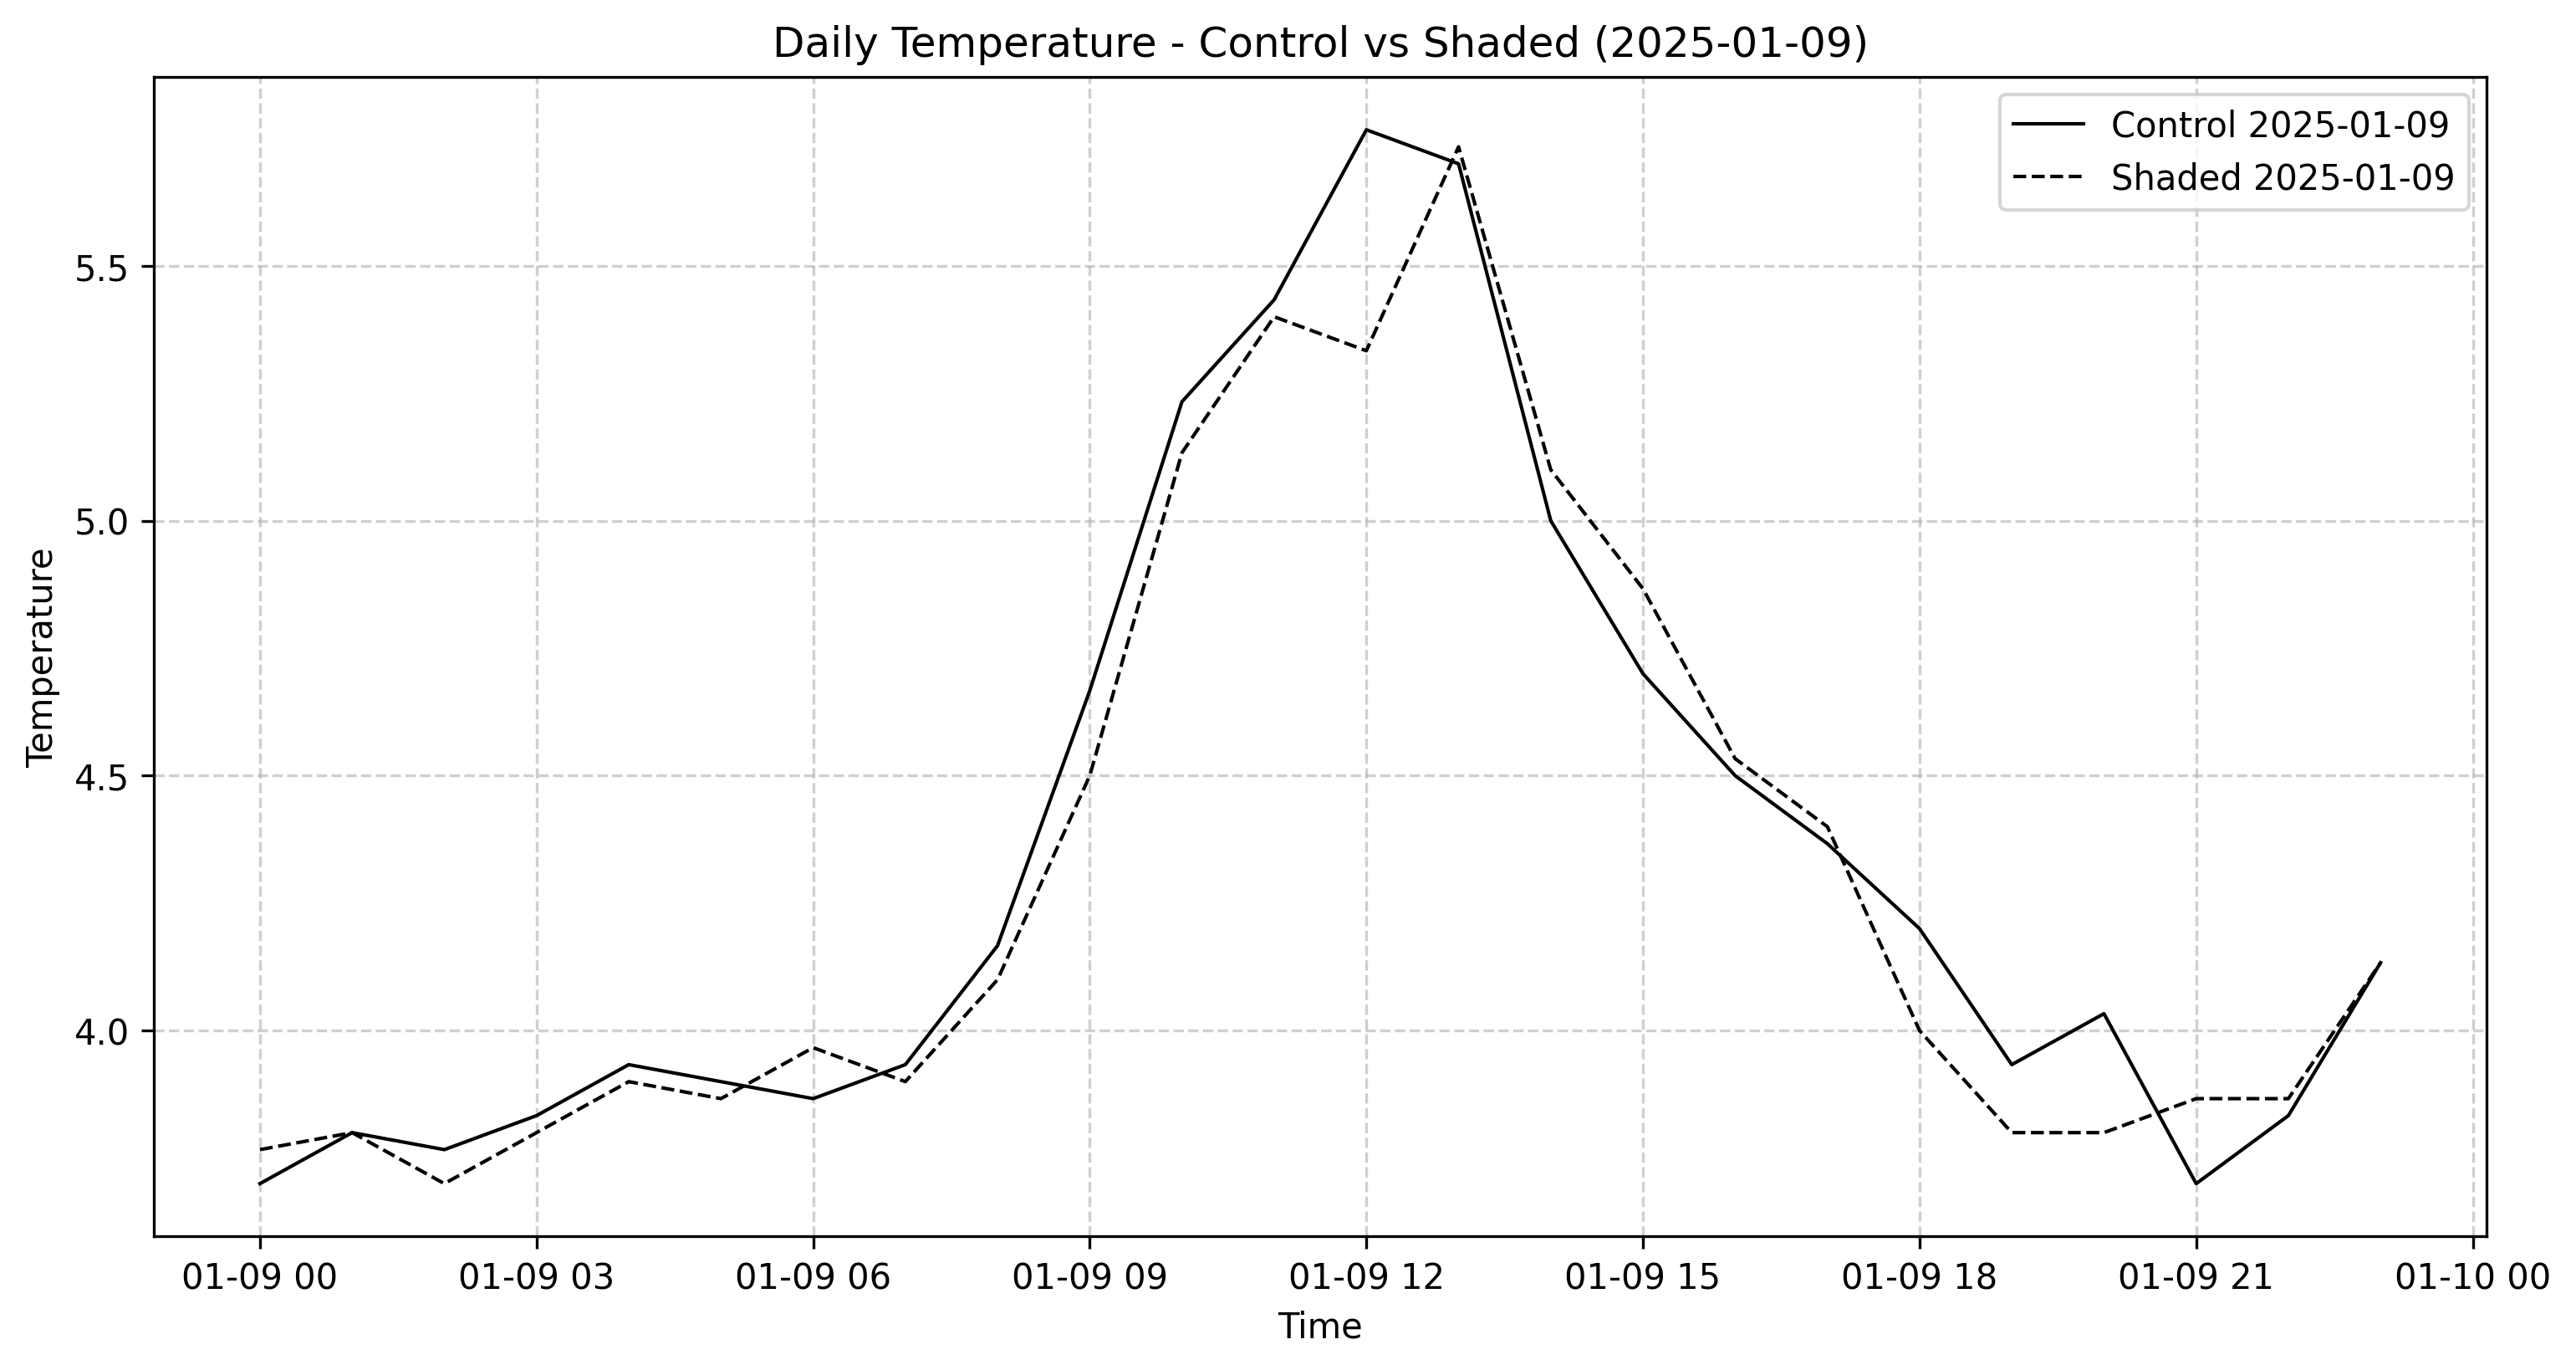 Daily Temperature - Control vs Shaded (2025-01-09)
Control 2025-01-09
Shaded 2025-01-09
Temperature
5.5
5.0
4.5
4.0
01-09 00 01-09 03 01-09 06 01-09 09 01-09 12 01-09 15 01-09 18 01-09 21 01-10 00
Time